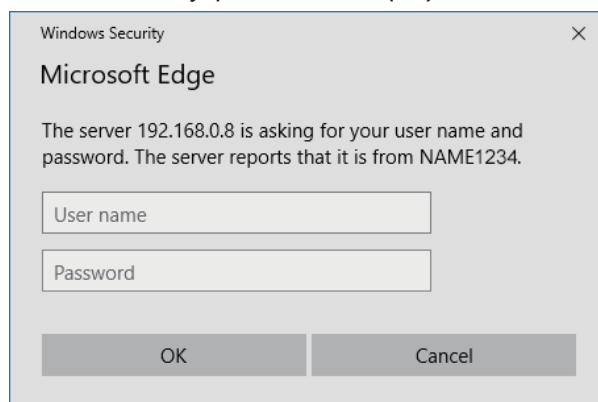 Windows Security
Microsoft Edge
The server 192.168.0.8 is asking for your user name and
password. The server reports that it is from NAME1234.
User name
Password
OK Cancel